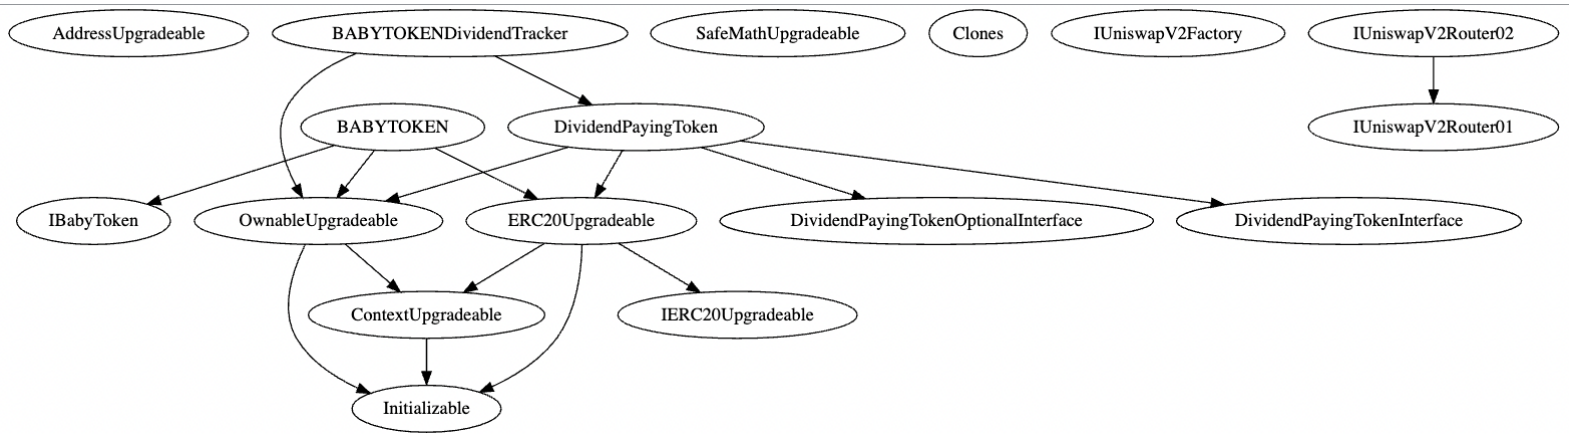 AddressUpgradeable
BABYTOKENDividendTracker
SafeMathUpgradeable
Clones
IUniswapV2Factory
IUniswapV2Router02
BABYTOKEN
DividendPayingToken
IUniswapV2Router01
IBabyToken
OwnableUpgradeable
ERC20Upgradeable
DividendPayingTokenOptionalInterface
DividendPayingTokenInterface
ContextUpgradeable
IERC20Upgradeable
Initializable